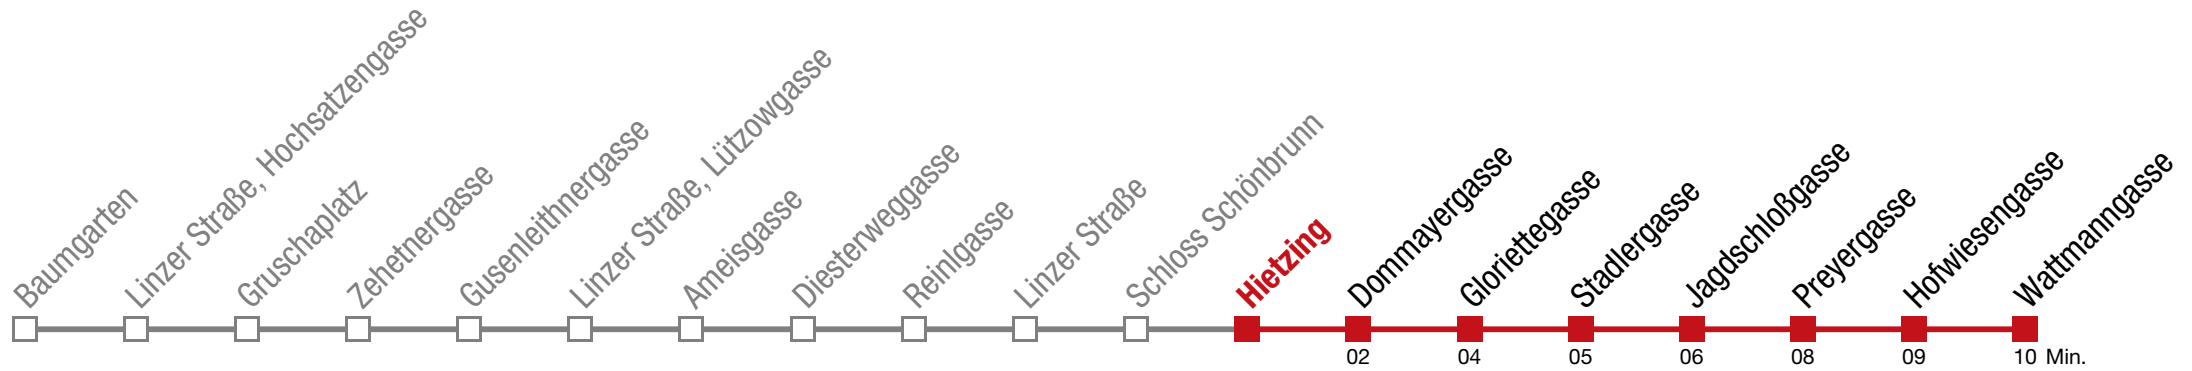 Baumgarten
Linzer Straße, Hochsatzengasse
Gruschaplatz
Zehetnergasse
Gusenleithnergasse
Linzer Straße, Lützowgasse
Ameisgasse
Diesterweggasse
Reinlgasse
Linzer Straße
Schloss Schönbrunn
Hietzing
Dommayergasse
Gloriettegasse
Stadlergasse
Jagdschloßgasse
Preyergasse
Hofwiesengasse
Wattmanngasse
02 04 05 06 08 09 10 Min.